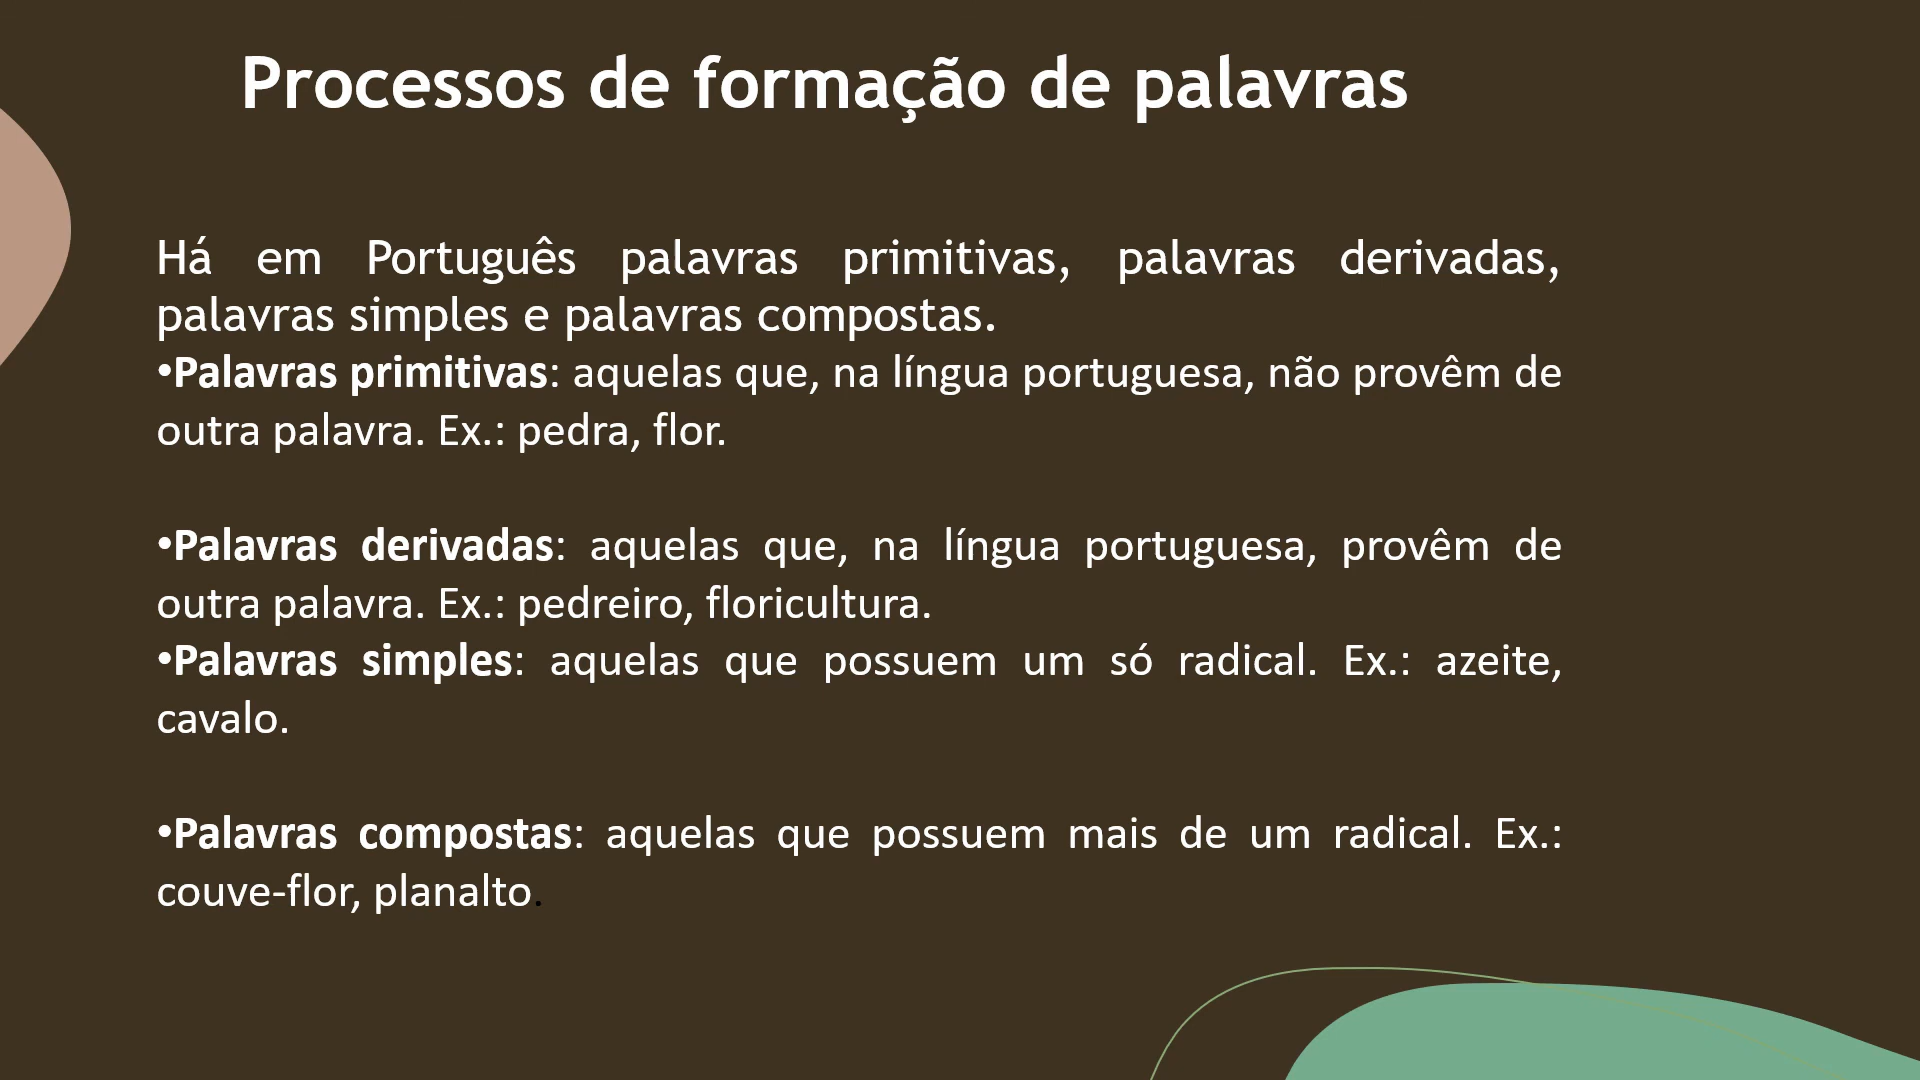 Processos de formação de palavras
Há em Português palavras primitivas, palavras derivadas,
palavras simples e palavras compostas.
•Palavras primitivas: aquelas que, na língua portuguesa, não provêm de
outra palavra. Ex.: pedra, flor.
•Palavras derivadas: aquelas que, na língua portuguesa, provêm de
outra palavra. Ex.: pedreiro, floricultura.
•Palavras simples: aquelas que possuem um só radical. Ex.: azeite,
cavalo.
•Palavras compostas: aquelas que possuem mais de um radical. Ex.:
couve-flor, planalto.